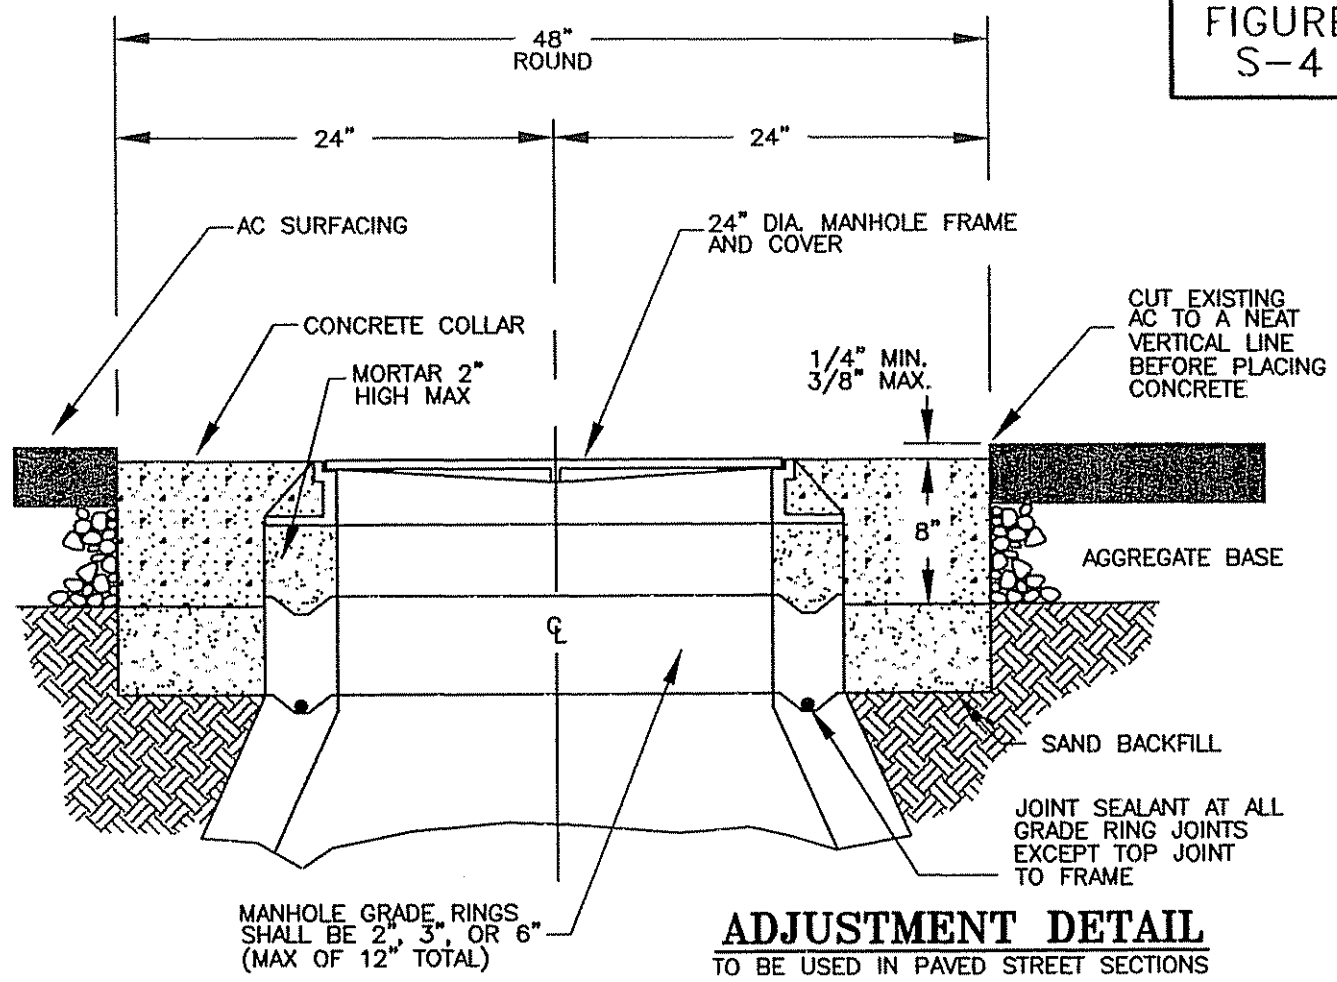 FIGURE
S-4
48"
ROUND
24"
24"
AC SURFACING
24" DIA. MANHOLE FRAME
AND COVER
CONCRETE COLLAR
MORTAR 2"
HIGH MAX
1/4" MIN.
3/8" MAX.
CUT EXISTING
AC TO A NEAT
VERTICAL LINE
BEFORE PLACING
CONCRETE
8"
AGGREGATE BASE
CL
SAND BACKFILL
JOINT SEALANT AT ALL
GRADE RING JOINTS
EXCEPT TOP JOINT
TO FRAME
MANHOLE GRADE RINGS
SHALL BE 2", 3", OR 6"
(MAX OF 12" TOTAL)
ADJUSTMENT DETAIL
TO BE USED IN PAVED STREET SECTIONS